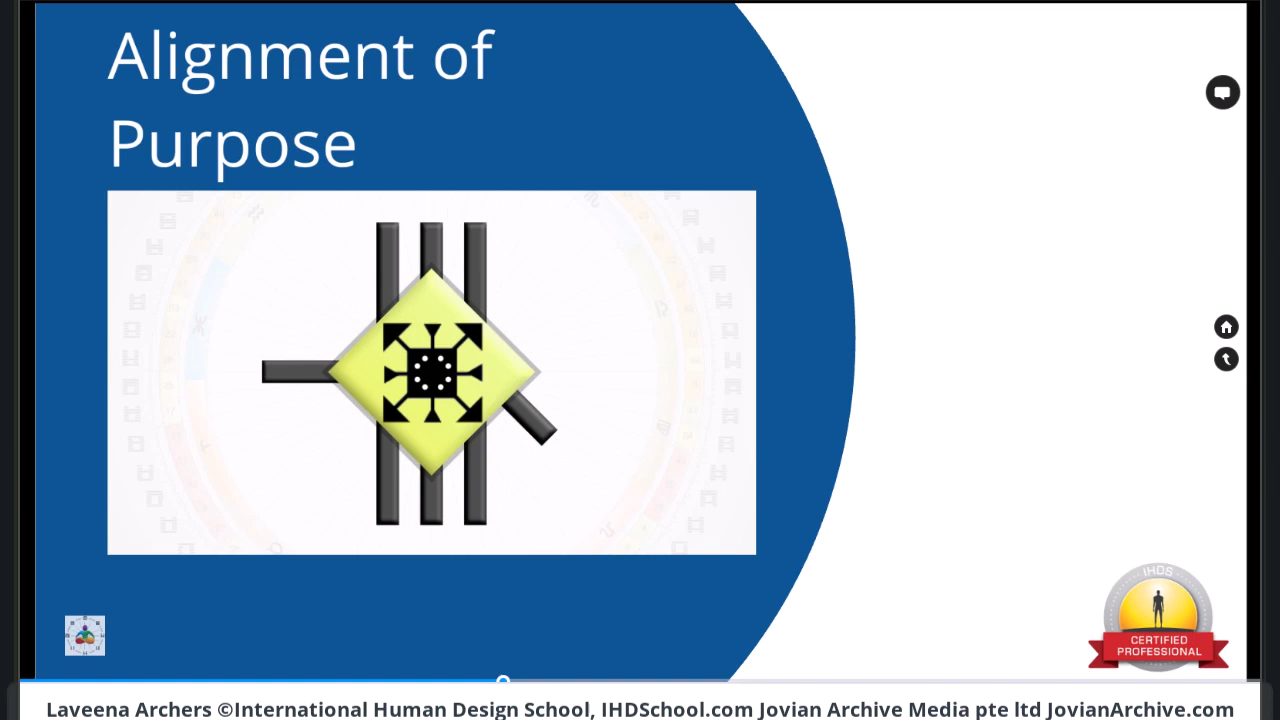 Alignment of
Purpose
IHDS
CERTIFIED
PROFESSIONAL
Laveena Archers ©International Human Design School, IHDSchool.com Jovian Archive Media pte ltd JovianArchive.com